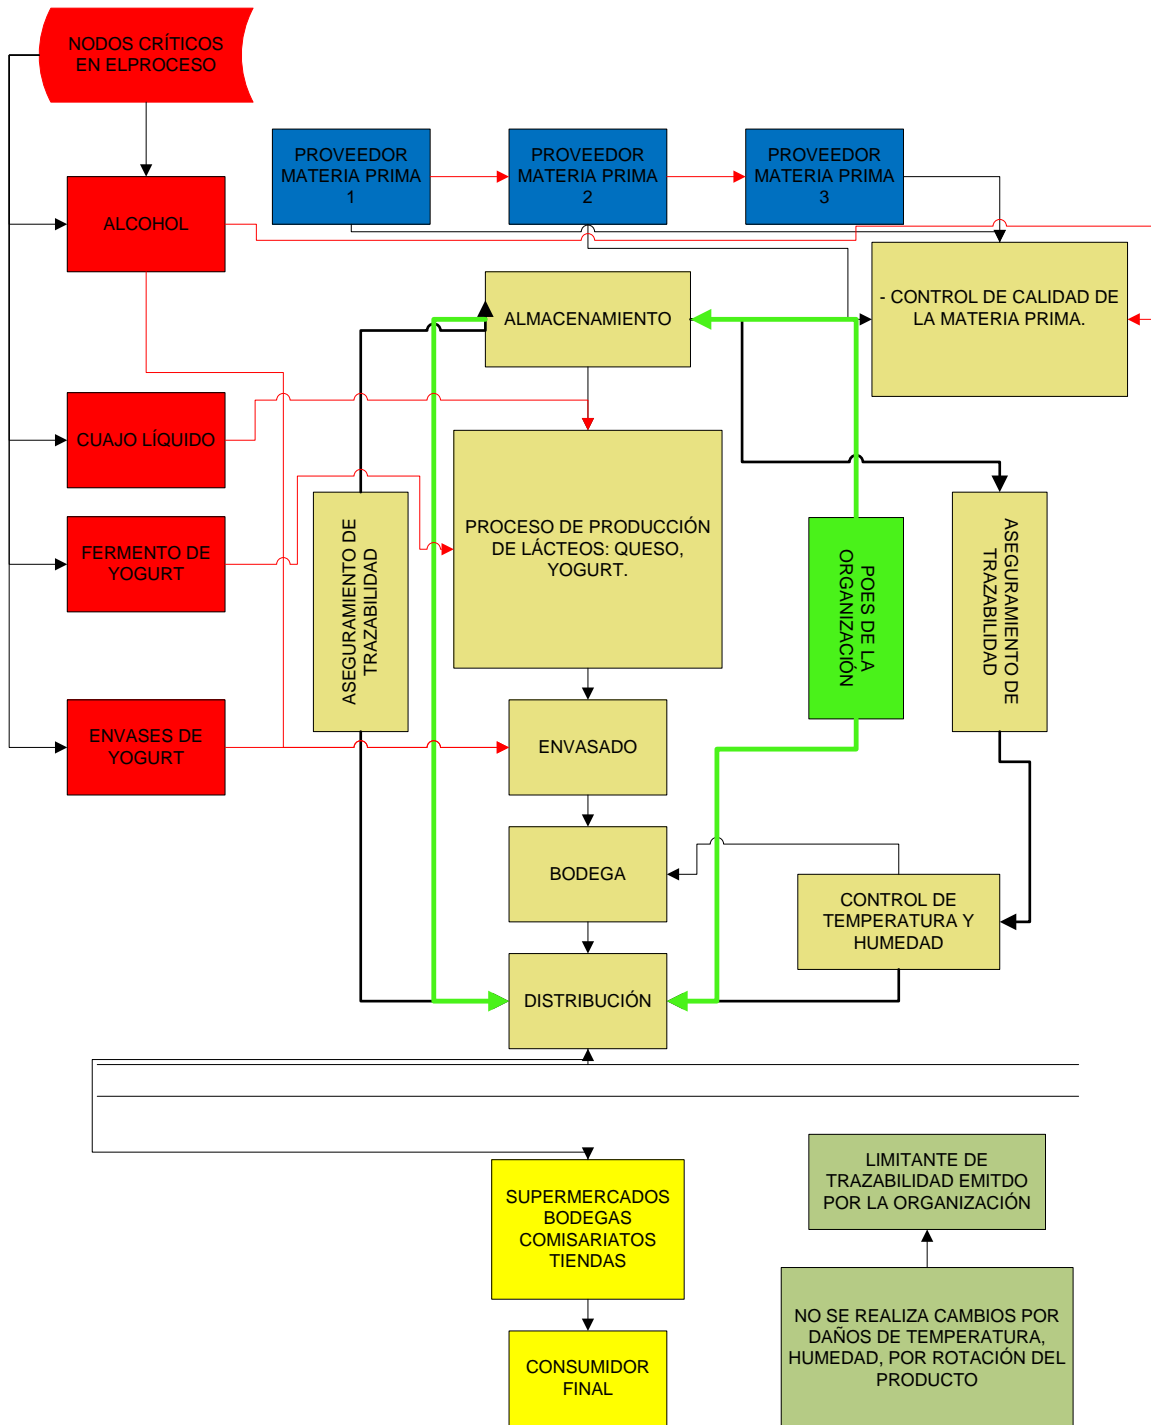 NODOS CRÍTICOS
EN ELPROCESO
PROVEEDOR
MATERIA PRIMA
1
PROVEEDOR
MATERIA PRIMA
2
PROVEEDOR
MATERIA PRIMA
3
ALCOHOL
ALMACENAMIENTO
- CONTROL DE CALIDAD DE
LA MATERIA PRIMA.
CUAJO LÍQUIDO
FERMENTO DE
YOGURT
ASEGURAMIENTO DE
TRAZABILIDAD
PROCESO DE PRODUCCIÓN
DE LÁCTEOS: QUESO,
YOGURT.
POES DE LA
ORGANIZACIÓN
ASEGURAMIENTO DE
TRAZABILIDAD
ENVASES DE
YOGURT
ENVASADO
BODEGA
CONTROL DE
TEMPERATURA Y
HUMEDAD
DISTRIBUCIÓN
SUPERMERCADOS
BODEGAS
COMISARIATOS
TIENDAS
LIMITANTE DE
TRAZABILIDAD EMITDO
POR LA ORGANIZACIÓN
CONSUMIDOR
FINAL
NO SE REALIZA CAMBIOS POR
DAÑOS DE TEMPERATURA,
HUMEDAD, POR ROTACIÓN DEL
PRODUCTO